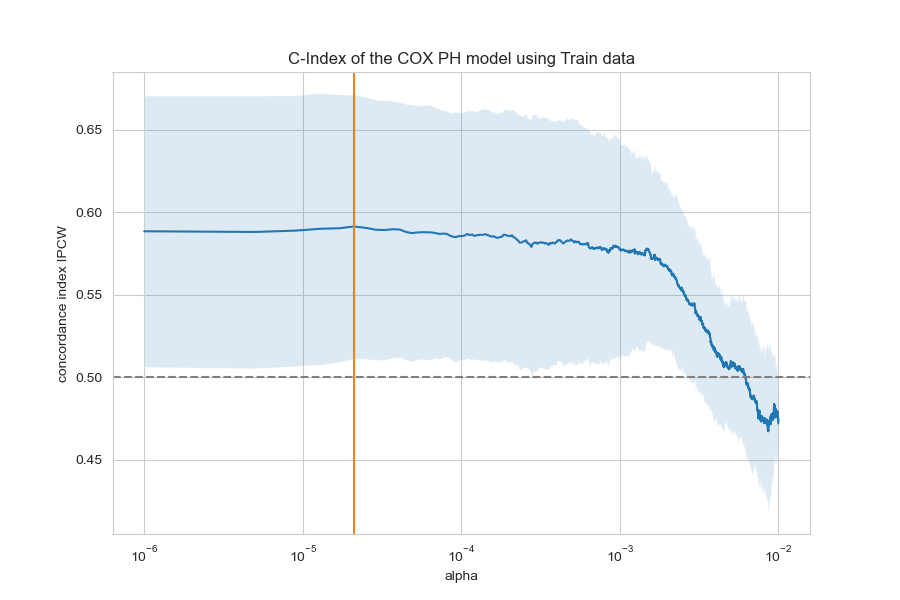 C-Index of the COX PH model using Train data
concordance index IPCW
0.65
0.60
0.55
0.50
0.45
10⁻⁶ 10⁻⁵ 10⁻⁴ 10⁻³ 10⁻²
alpha